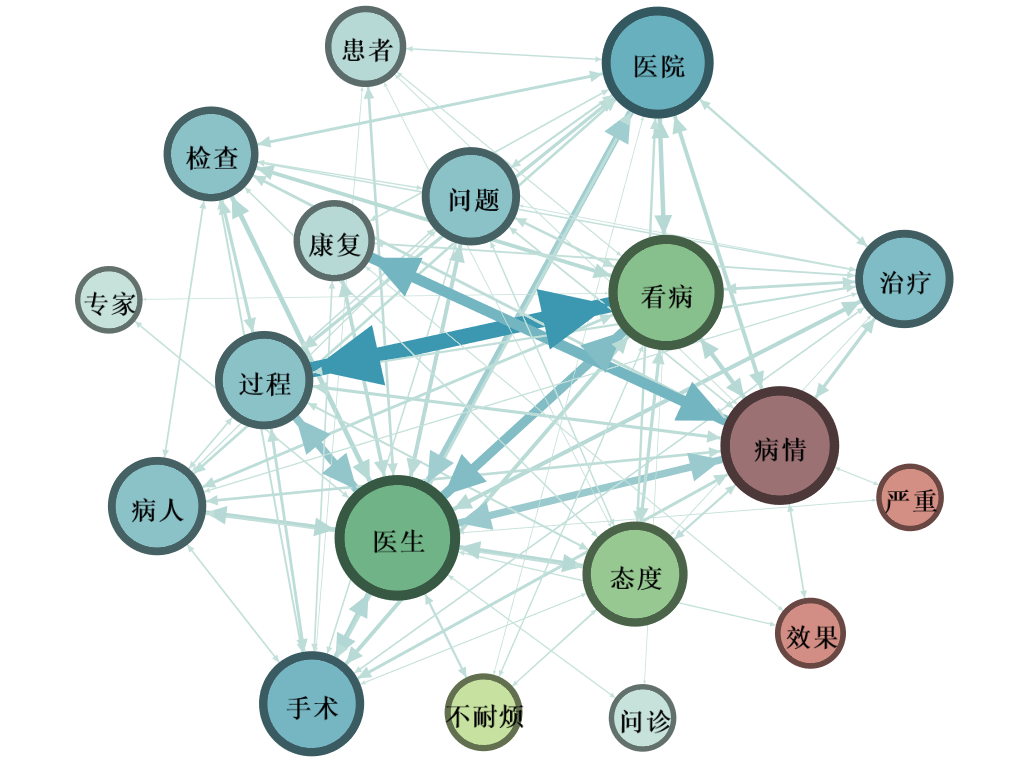 患者
医院
检查
问题
康复
治疗
看病
专家
过程
病情
病人
严重
医生
态度
效果
手术
不耐烦
问诊